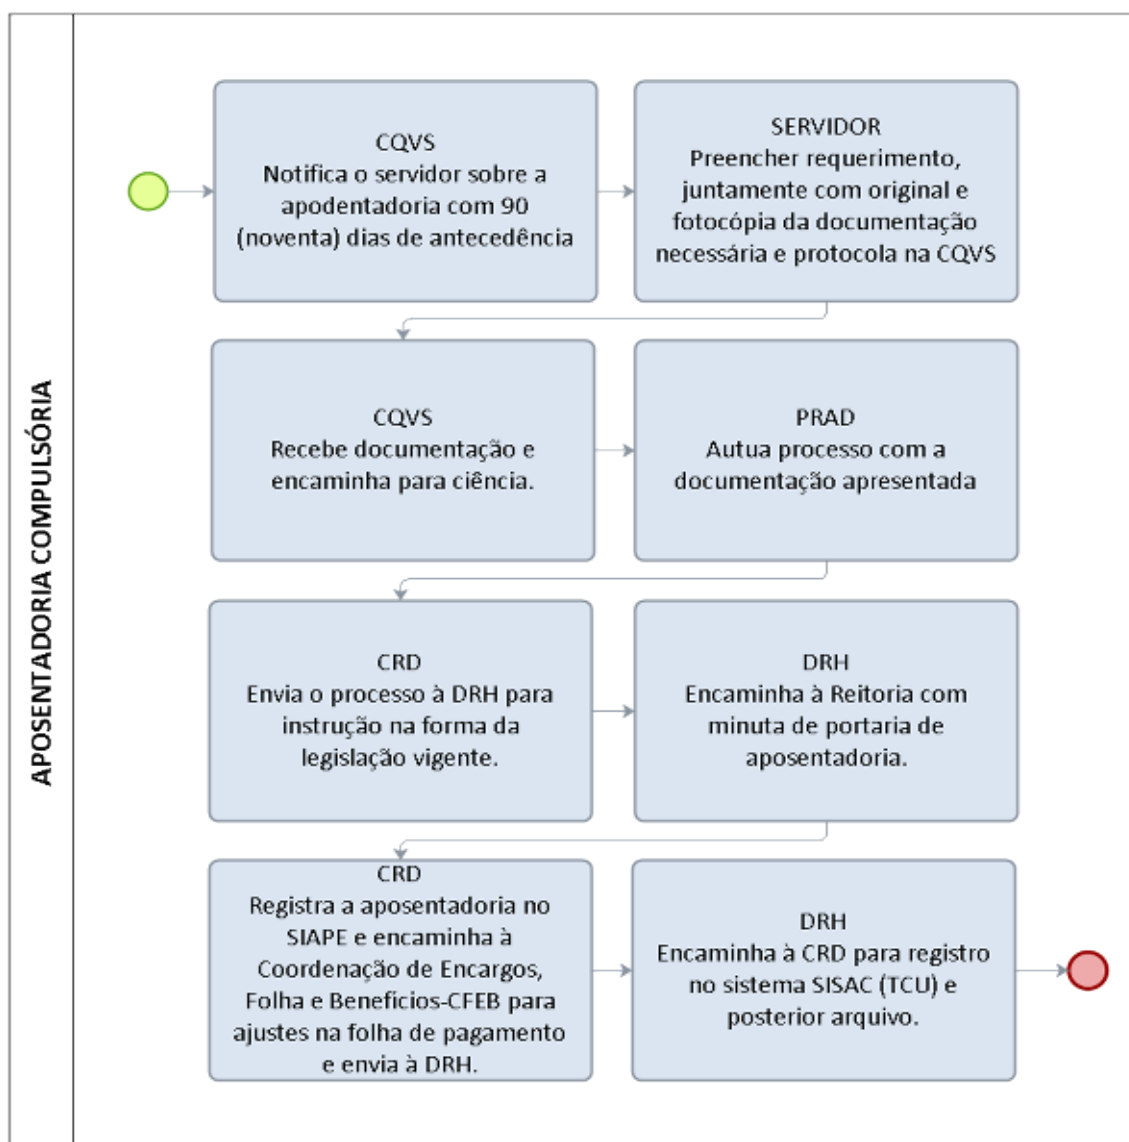 APOSENTADORIA COMPULSÓRIA
CQVS
Notifica o servidor sobre a
apodentadoria com 90
(noventa) dias de antecedência
SERVIDOR
Preencher requerimento,
juntamente com original e
fotocópia da documentação
necessária e protocola na CQVS
CQVS
Recebe documentação e
encaminha para ciência.
PRAD
Autua processo com a
documentação apresentada
CRD
Envia o processo à DRH para
instrução na forma da
legislação vigente.
DRH
Encaminha à Reitoria com
minuta de portaria de
aposentadoria.
CRD
Registra a aposentadoria no
SIAPE e encaminha à
Coordenação de Encargos,
Folha e Benefícios-CFEB para
ajustes na folha de pagamento
e envia à DRH.
DRH
Encaminha à CRD para registro
no sistema SISAC (TCU) e
posterior arquivo.